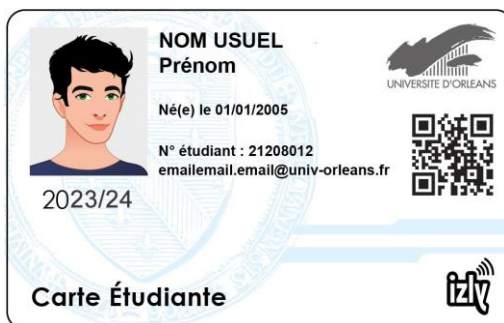 NOM USUEL
Prénom
UNIVERSITE D'ORLEANS
Né(e) le 01/01/2005
N° étudiant : 21208012
emailemail.email@univ-orleans.fr
2023/24
Carte Étudiante
izly